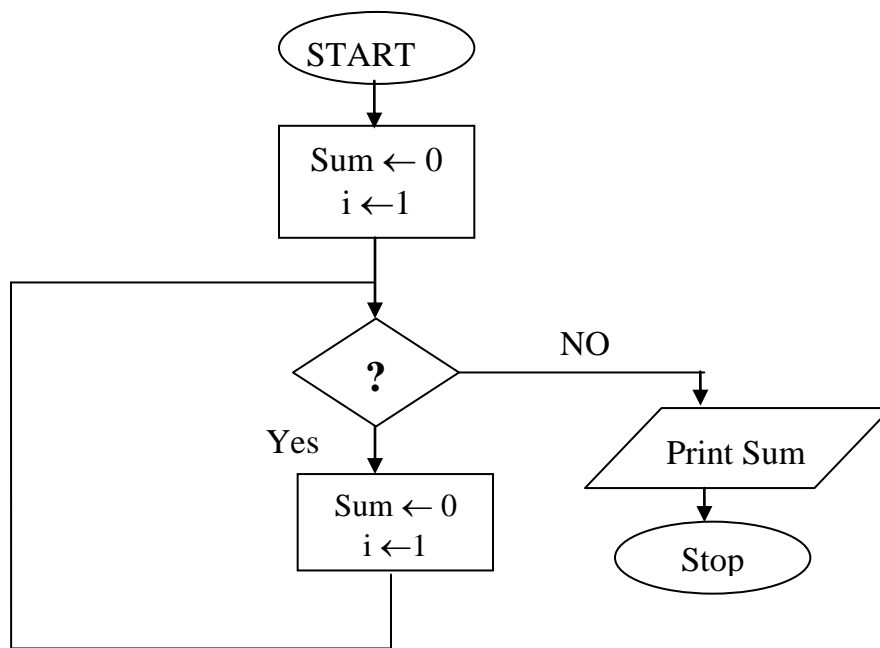 START
Sum ← 0
i ←1
?
NO
Yes
Print Sum
Sum ← 0
i ←1
Stop